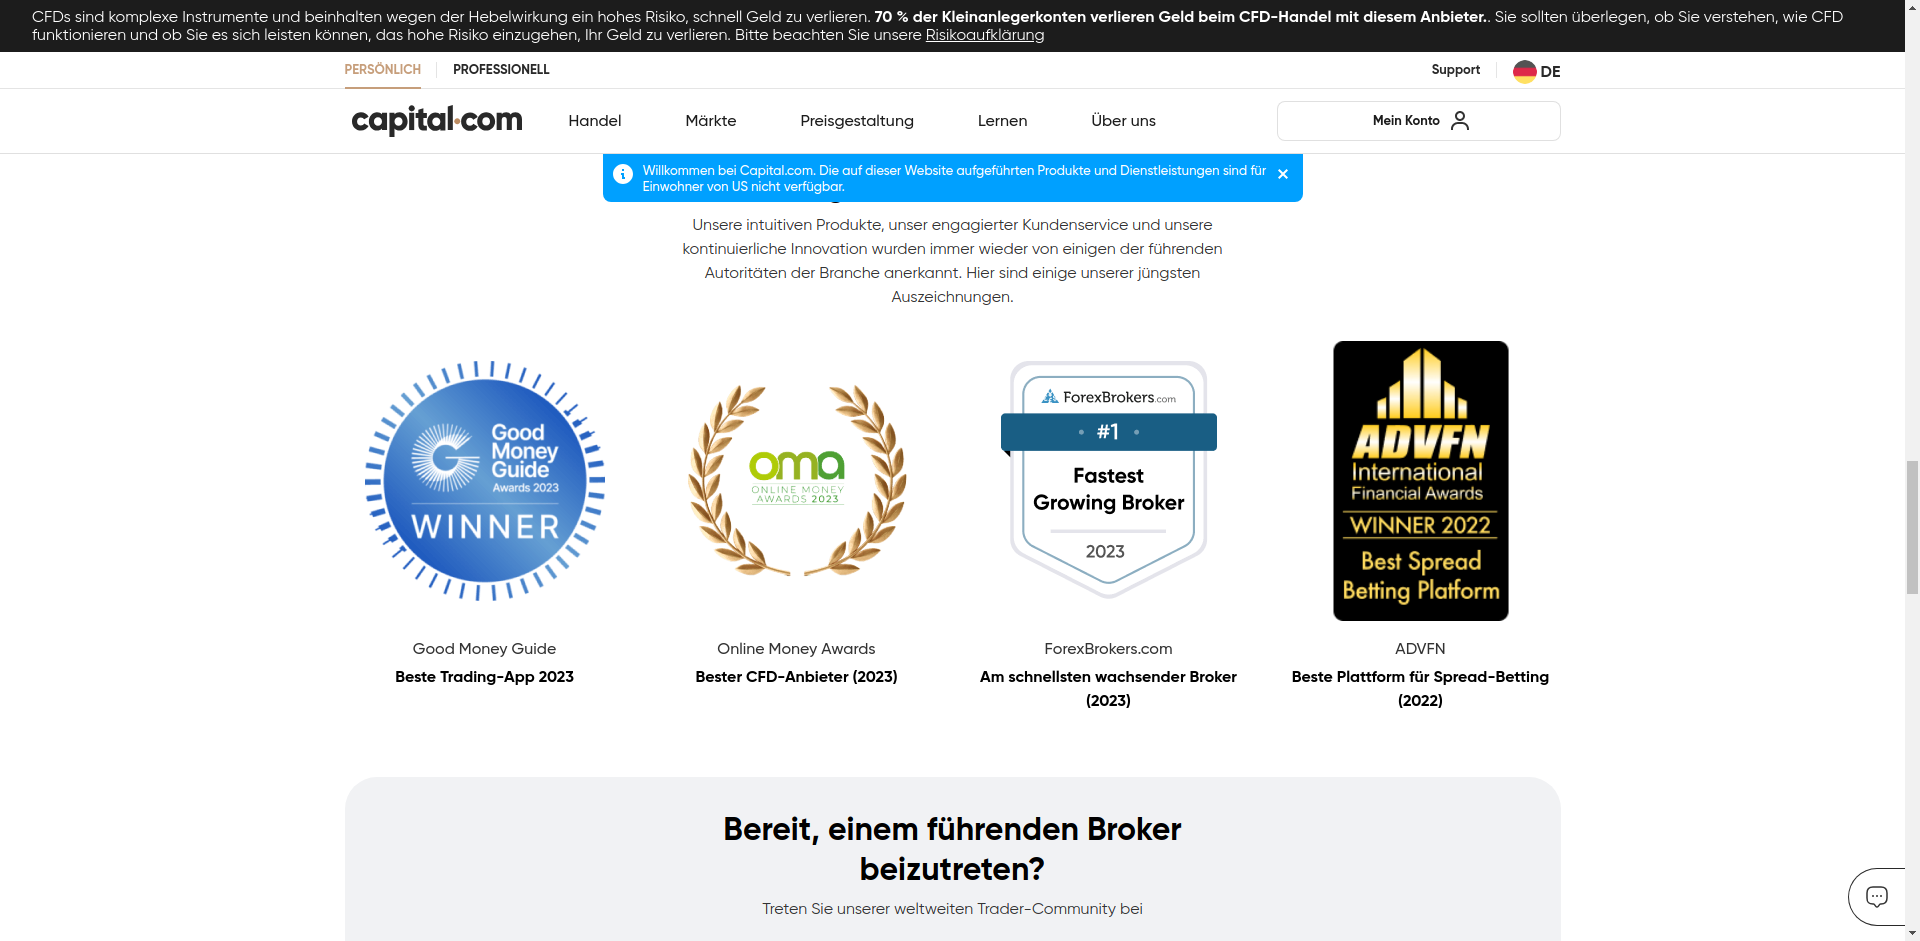 CFDs sind komplexe Instrumente und beinhalten wegen der Hebelwirkung ein hohes Risiko, schnell Geld zu verlieren. 70 % der Kleinanlegerkonten verlieren Geld beim CFD-Handel mit diesem Anbieter.. Sie sollten überlegen, ob Sie verstehen, wie CFD
funktionieren und ob Sie es sich leisten können, das hohe Risiko einzugehen, Ihr Geld zu verlieren. Bitte beachten Sie unsere Risikoaufklärung
PERSÖNLICH PROFESSIONELL Support DE
capital.com Handel Märkte Preisgestaltung Lernen Über uns Mein Konto
Willkommen bei Capital.com. Die auf dieser Website aufgeführten Produkte und Dienstleistungen sind für
Einwohner von US nicht verfügbar.
Unsere intuitiven Produkte, unser engagierter Kundenservice und unsere
kontinuierliche Innovation wurden immer wieder von einigen der führenden
Autoritäten der Branche anerkannt. Hier sind einige unserer jüngsten
Auszeichnungen.
Good
Money
Guide
Awards 2023
WINNER
oma
ONLINE MONEY
AWARDS 2023
ForexBrokers.com
#1
Fastest
Growing Broker
2023
ADVFN
International
Financial Awards
WINNER 2022
Best Spread
Betting Platform
Good Money Guide
Beste Trading-App 2023
Online Money Awards
Bester CFD-Anbieter (2023)
ForexBrokers.com
Am schnellsten wachsender Broker
(2023)
ADVFN
Beste Plattform für Spread-Betting
(2022)
Bereit, einem führenden Broker
beizutreten?
Treten Sie unserer weltweiten Trader-Community bei